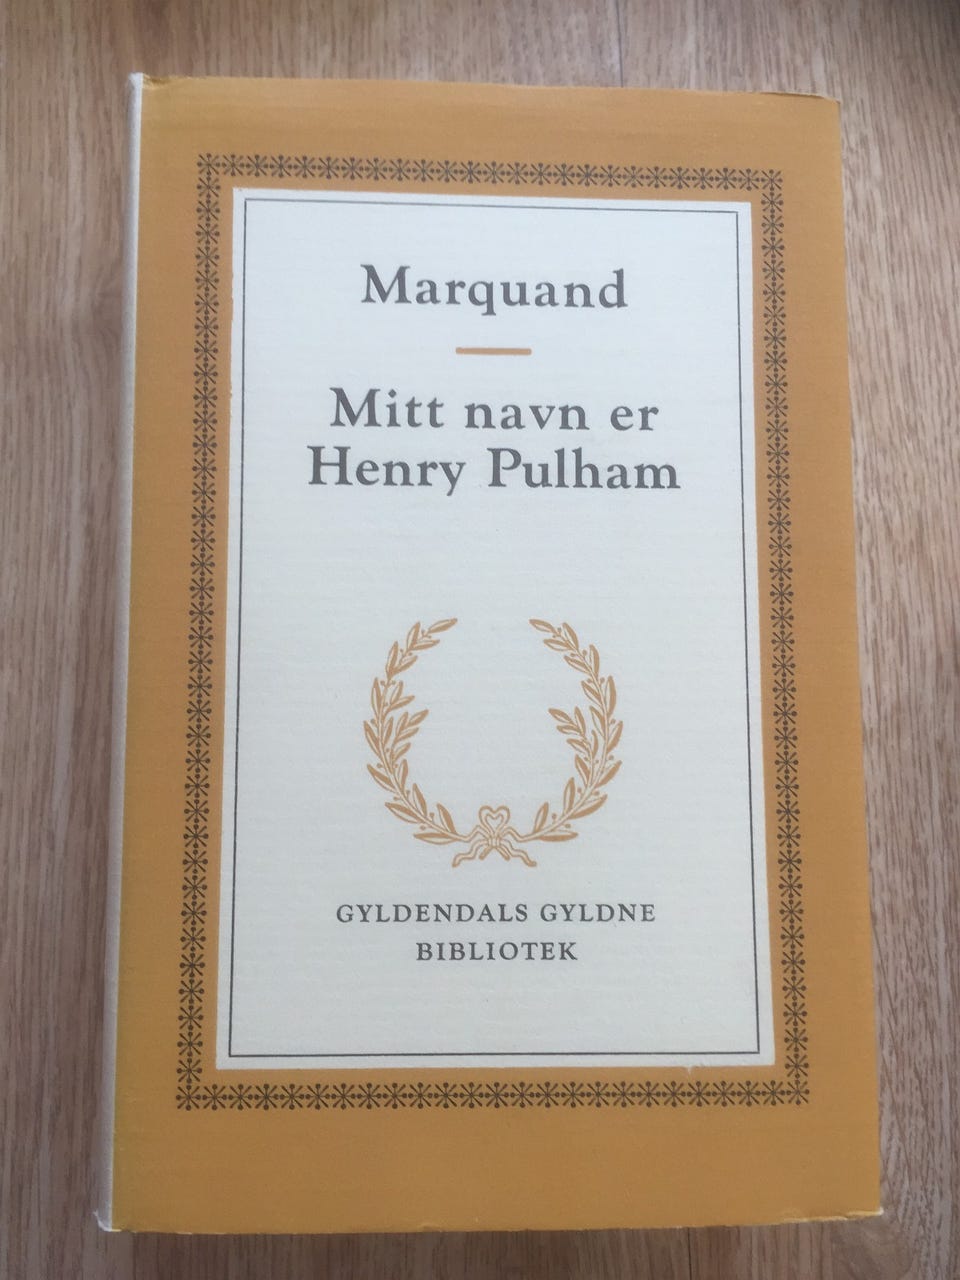 Marquand
Mitt navn er
Henry Pulham
GYLDENDALS GYLDNE
BIBLIOTEK